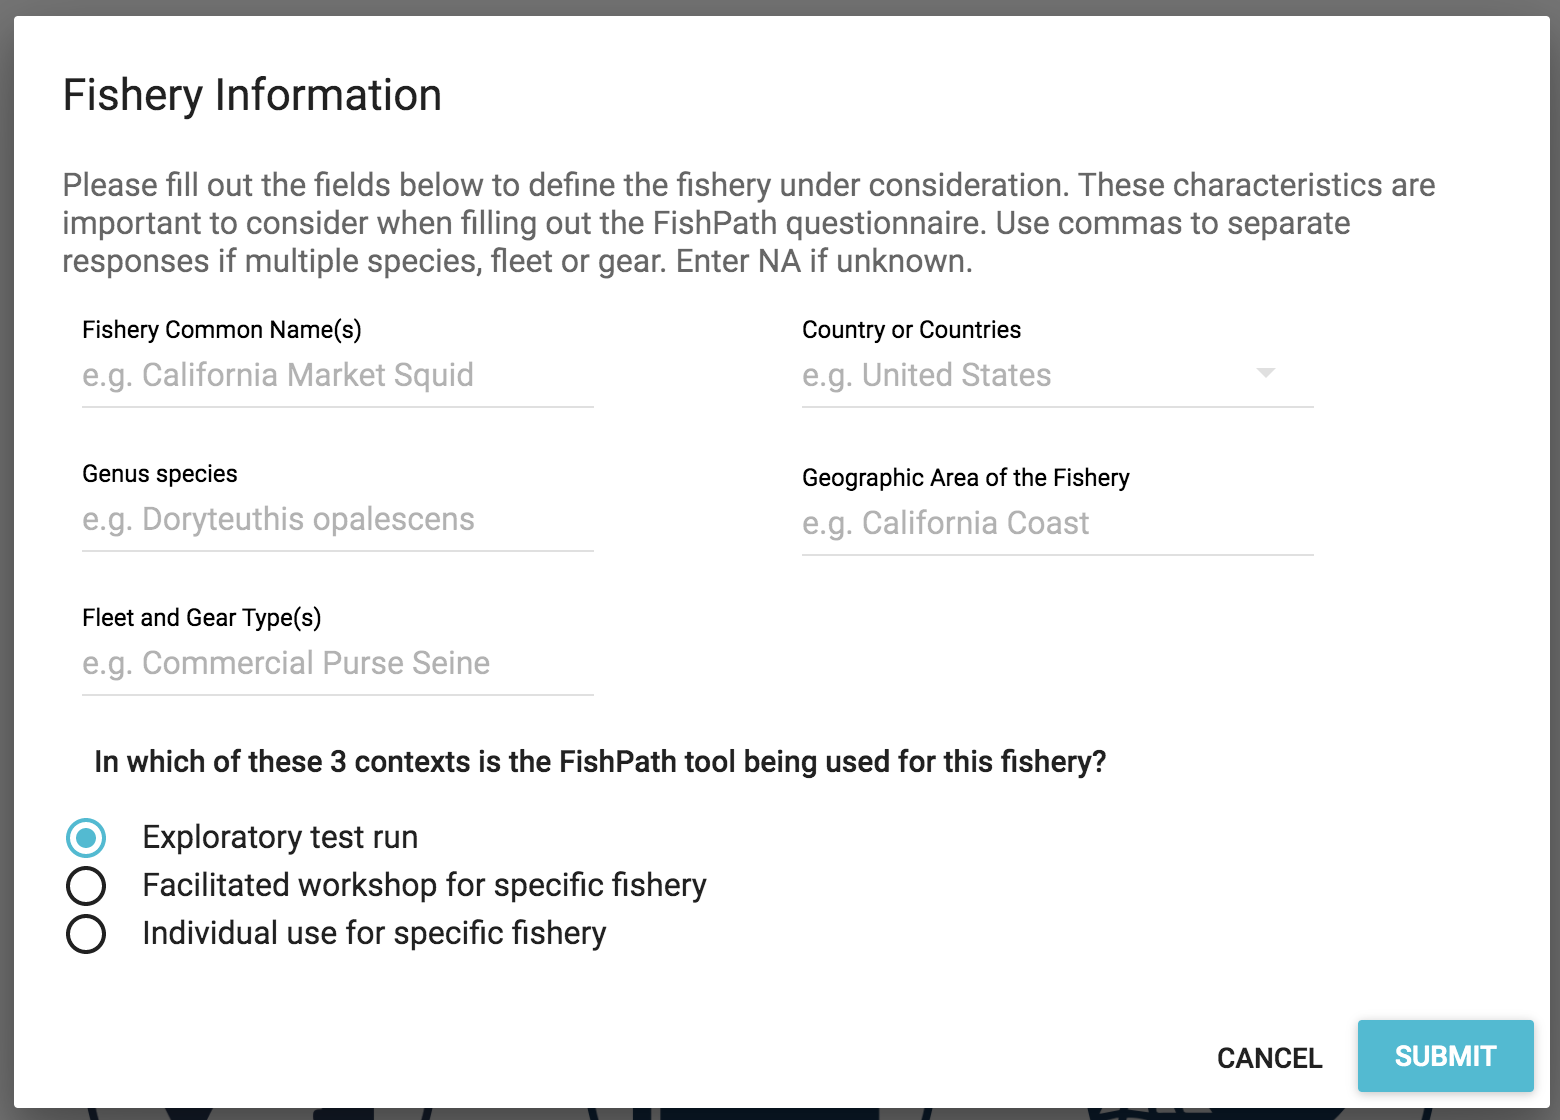 Fishery Information
Please fill out the fields below to define the fishery under consideration. These characteristics are
important to consider when filling out the FishPath questionnaire. Use commas to separate
responses if multiple species, fleet or gear. Enter NA if unknown.
Fishery Common Name(s)
e.g. California Market Squid
Country or Countries
e.g. United States
Genus species
e.g. Doryteuthis opalescens
Geographic Area of the Fishery
e.g. California Coast
Fleet and Gear Type(s)
e.g. Commercial Purse Seine
In which of these 3 contexts is the FishPath tool being used for this fishery?
Exploratory test run
Facilitated workshop for specific fishery
Individual use for specific fishery
CANCEL
SUBMIT